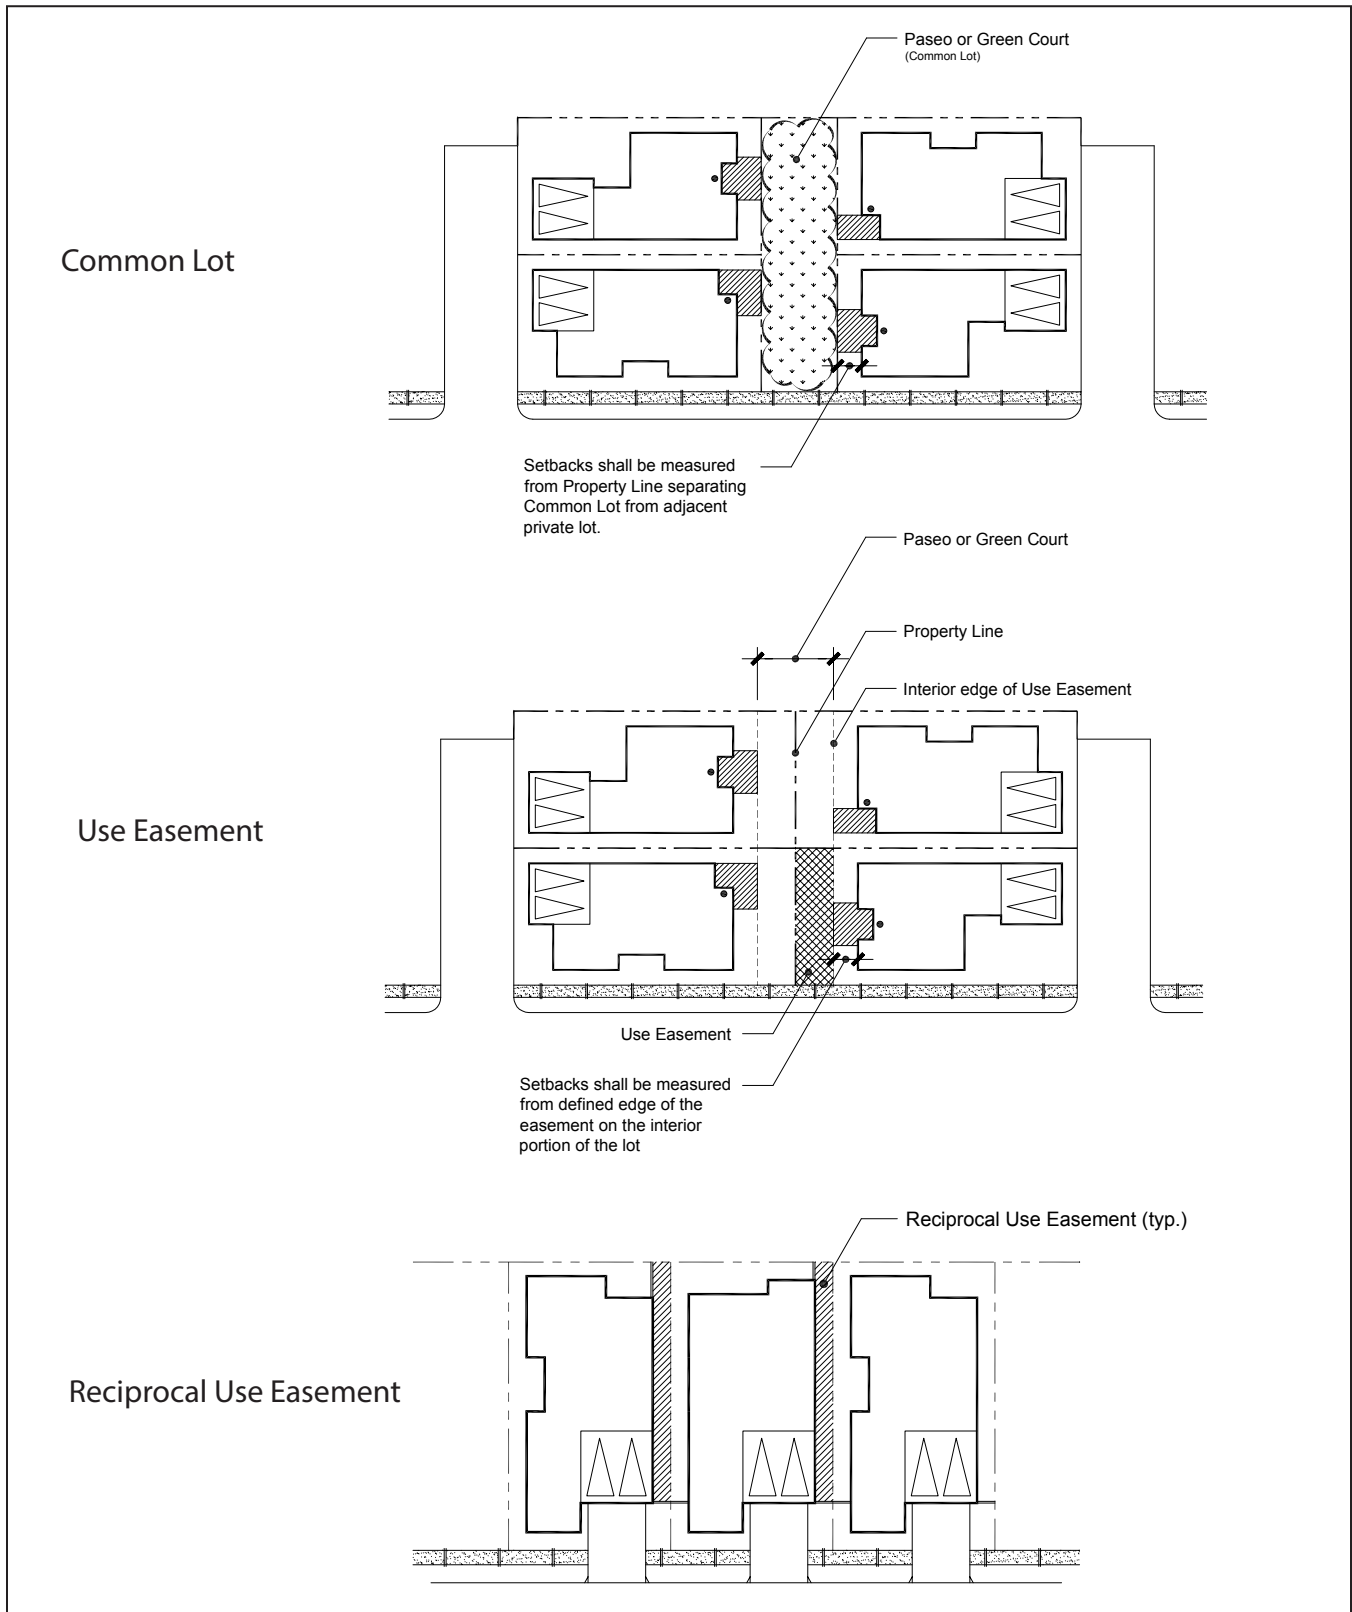 Paseo or Green Court
(Common Lot)
Common Lot
Setbacks shall be measured
from Property Line separating
Common Lot from adjacent
private lot.
Paseo or Green Court
Property Line
Interior edge of Use Easement
Use Easement
Use Easement
Setbacks shall be measured
from defined edge of the
easement on the interior
portion of the lot
Reciprocal Use Easement (typ.)
Reciprocal Use Easement